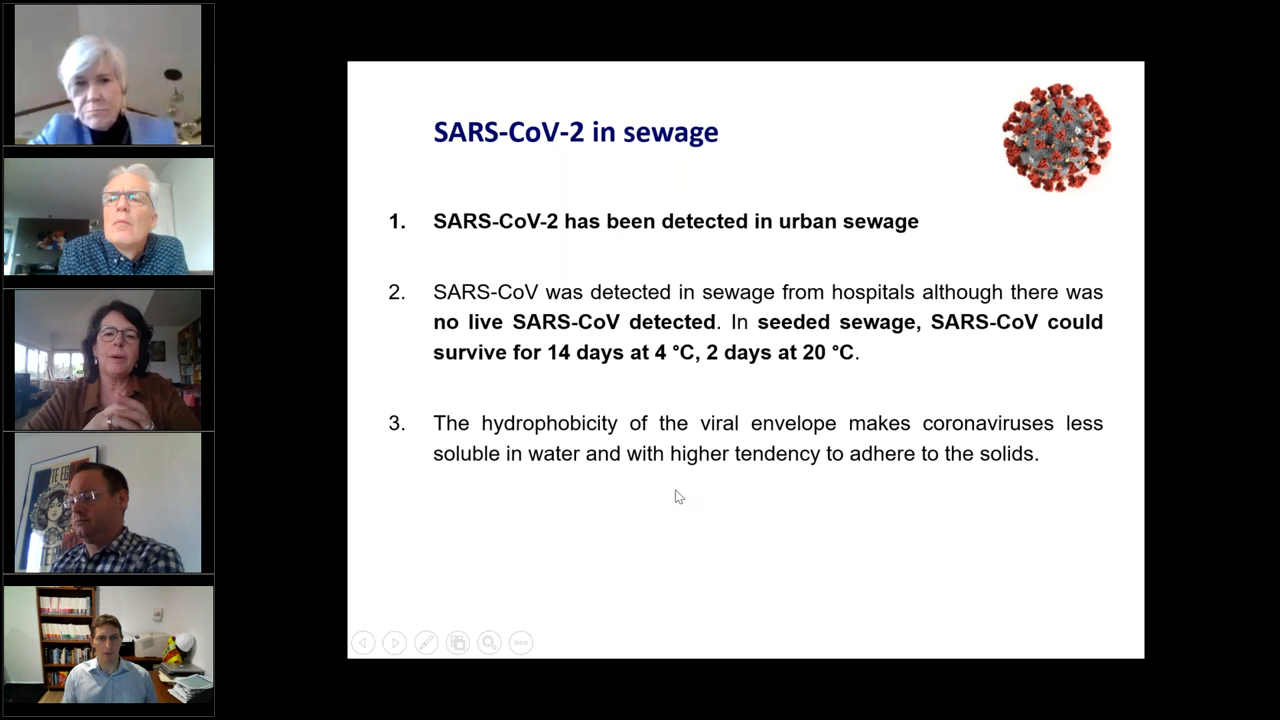 SARS-CoV-2 in sewage
1. SARS-CoV-2 has been detected in urban sewage
2. SARS-CoV was detected in sewage from hospitals although there was
no live SARS-CoV detected. In seeded sewage, SARS-CoV could
survive for 14 days at 4 °C, 2 days at 20 °C.
3. The hydrophobicity of the viral envelope makes coronaviruses less
soluble in water and with higher tendency to adhere to the solids.